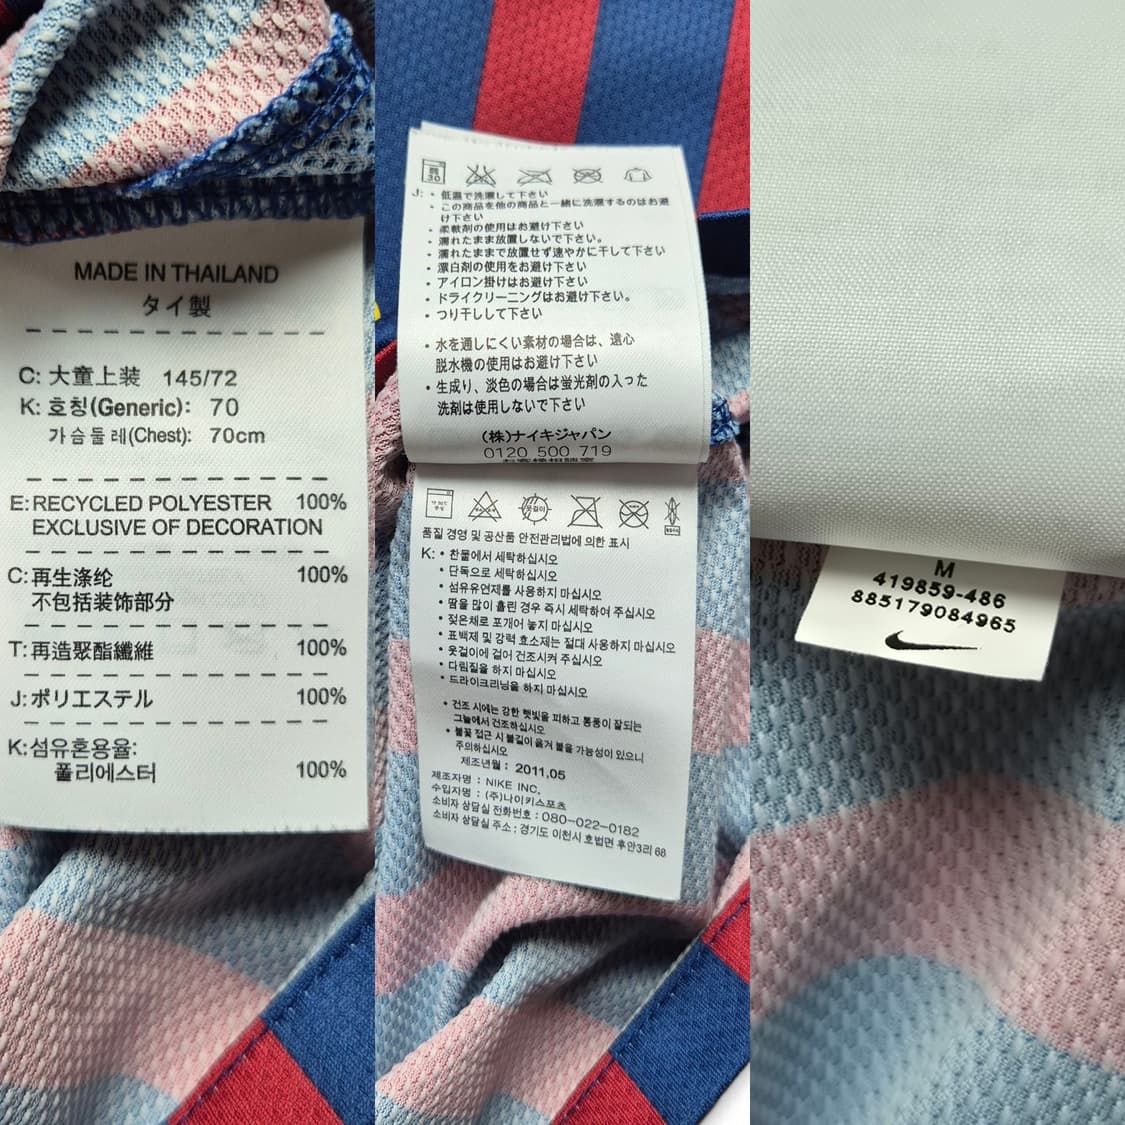 MADE IN THAILAND
タイ製
C: 大童上装 145/72
K: 호칭(Generic): 70
가슴둘레(Chest): 70cm
E: RECYCLED POLYESTER 100%
EXCLUSIVE OF DECORATION
C: 再生涤纶 100%
不包括装饰部分
T: 再造聚酯纖維 100%
J: ポリエステル 100%
K: 섬유혼용율:
폴리에스터 100%
30
J: ・低温で洗濯して下さい
・この商品を他の商品と一緒に洗濯するのはお避
け下さい
・柔軟剤の使用はお避け下さい
・濡れたまま放置しないで下さい。
・濡れたままで放置せず速やかに干して下さい
・漂白剤の使用をお避け下さい
・アイロン掛けはお避け下さい
・ドライクリーニングはお避け下さい。
・つり干しして下さい
・水を通しにくい素材の場合は、遠心
脱水機の使用はお避け下さい
・生成り、淡色の場合は蛍光剤の入った
洗剤は使用しないで下さい
(株)ナイキジャパン
0120 500 719
お客様相談室
품질 경영 및 공산품 안전관리법에 의한 표시
K: • 찬물에서 세탁하십시오
• 단독으로 세탁하십시오
• 섬유유연제를 사용하지 마십시오
• 땀을 많이 흘린 경우 즉시 세탁하여 주십시오
• 젖은채로 포개어 놓지 마십시오
• 표백제 및 강력 효소제는 절대 사용하지 마십시오
• 옷걸이에 걸어 건조시켜 주십시오
• 다림질을 하지 마십시오
• 드라이크리닝을 하지 마십시오
• 건조 시에는 강한 햇빛을 피하고 통풍이 잘되는
그늘에서 건조하십시오
• 불꽃 접근 시 불길이 옮겨 붙을 가능성이 있으니
주의하십시오
제조년월 : 2011.05
제조자명 : NIKE INC.
수입자명 : (주)나이키스포츠
소비자 상담실 전화번호 : 080-022-0182
소비자 상담실 주소 : 경기도 이천시 호법면 후안3리 68
M
419859-486
885179084965